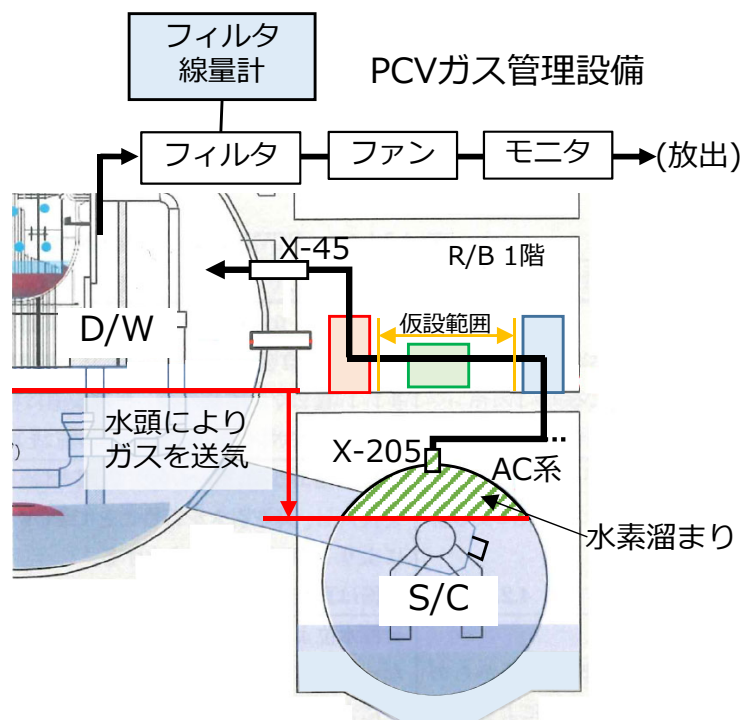 フィルタ
線量計
PCVガス管理設備
フィルタ
ファン
モニタ
(放出)
X-45
R/B 1階
D/W
仮設範囲
水頭により
ガスを送気
X-205
AC系
水素溜まり
S/C